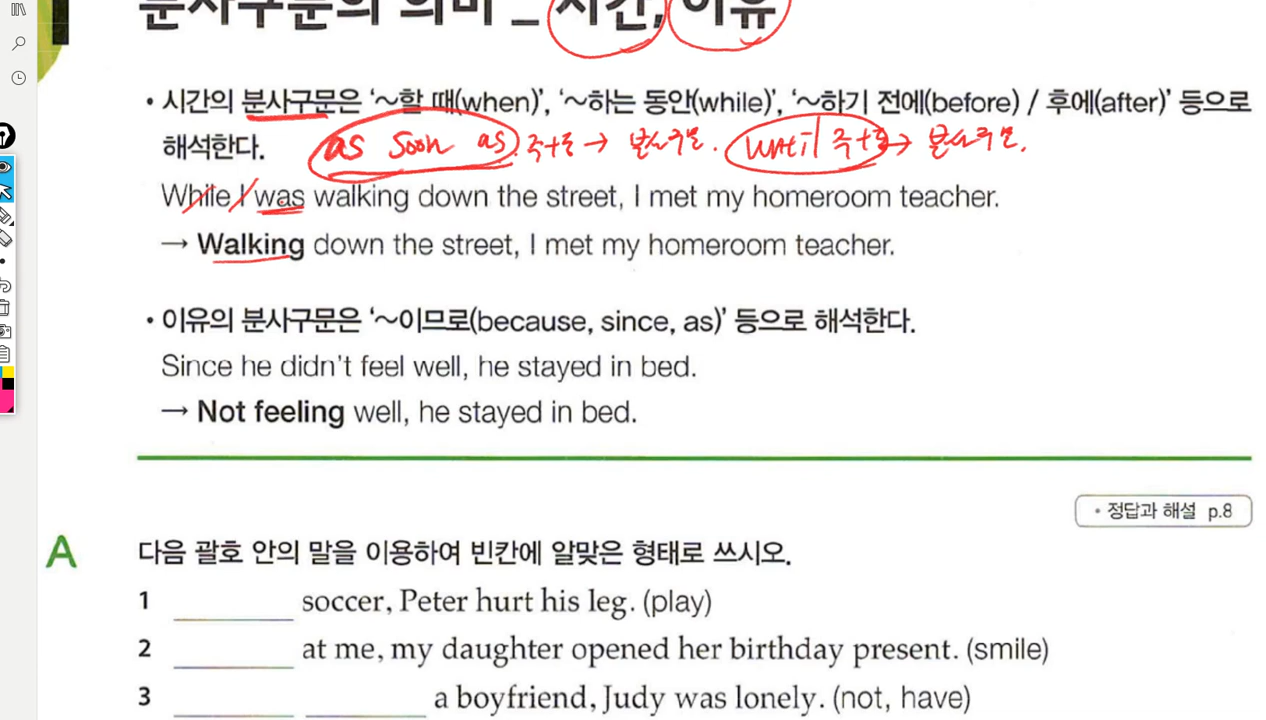 분사구문의 의미 _ 시간, 이유
• 시간의 분사구문은 '~할 때(when)', '~하는 동안(while)', '~하기 전에(before) / 후에(after)' 등으로
해석한다. as soon as 주+동 → 분사구문. until 주+동 → 분사구문.
While I was walking down the street, I met my homeroom teacher.
→ Walking down the street, I met my homeroom teacher.
• 이유의 분사구문은 '~이므로(because, since, as)' 등으로 해석한다.
Since he didn't feel well, he stayed in bed.
→ Not feeling well, he stayed in bed.
• 정답과 해설 p.8
A 다음 괄호 안의 말을 이용하여 빈칸에 알맞은 형태로 쓰시오.
1 ________ soccer, Peter hurt his leg. (play)
2 ________ at me, my daughter opened her birthday present. (smile)
3 ________ ________ a boyfriend, Judy was lonely. (not, have)